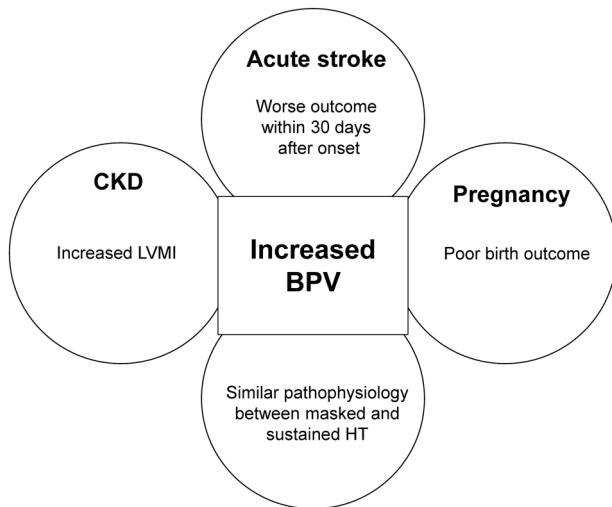 Acute stroke
Worse outcome
within 30 days
after onset
CKD
Increased LVMI
Increased
BPV
Pregnancy
Poor birth outcome
Similar pathophysiology
between masked and
sustained HT